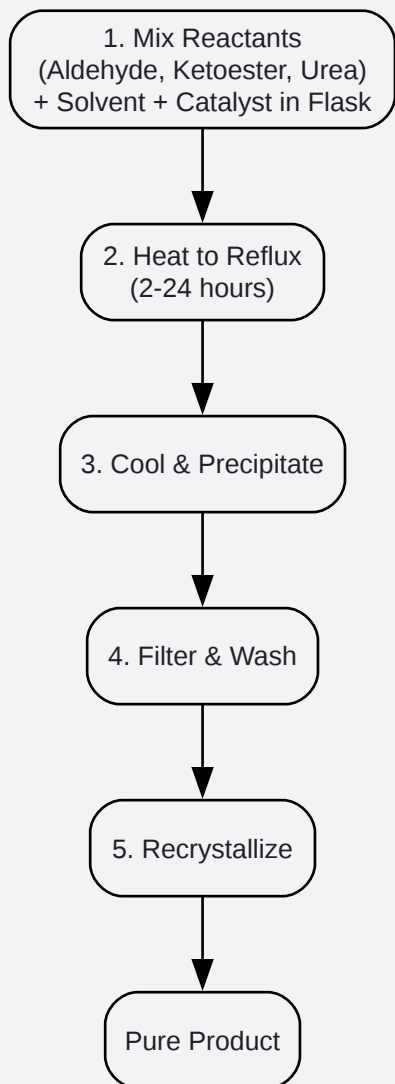 1. Mix Reactants
(Aldehyde, Ketoester, Urea)
+ Solvent + Catalyst in Flask
2. Heat to Reflux
(2-24 hours)
3. Cool & Precipitate
4. Filter & Wash
5. Recrystallize
Pure Product